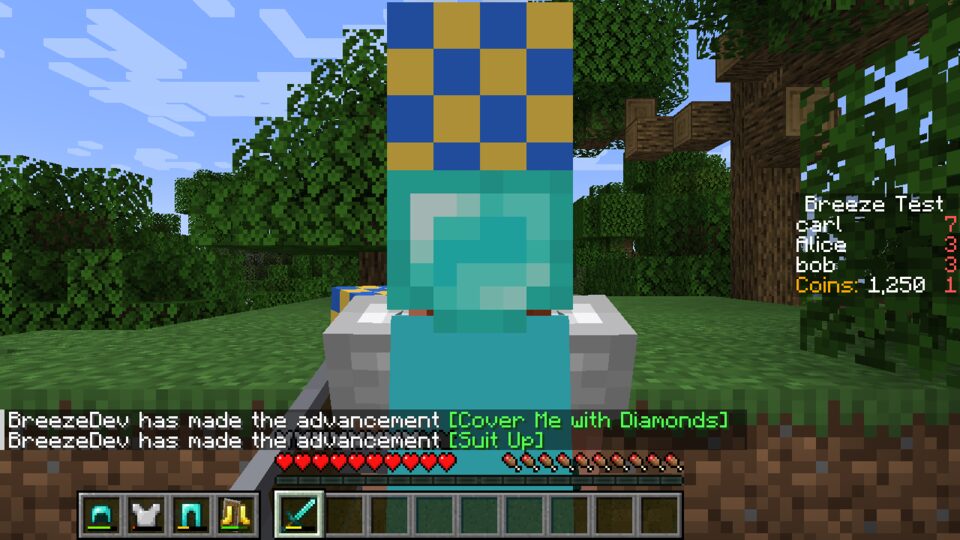 Breeze Test
carl 7
Alice 3
bob 3
Coins: 1,250 1
BreezeDev has made the advancement [Cover Me with Diamonds]
BreezeDev has made the advancement [Suit Up]